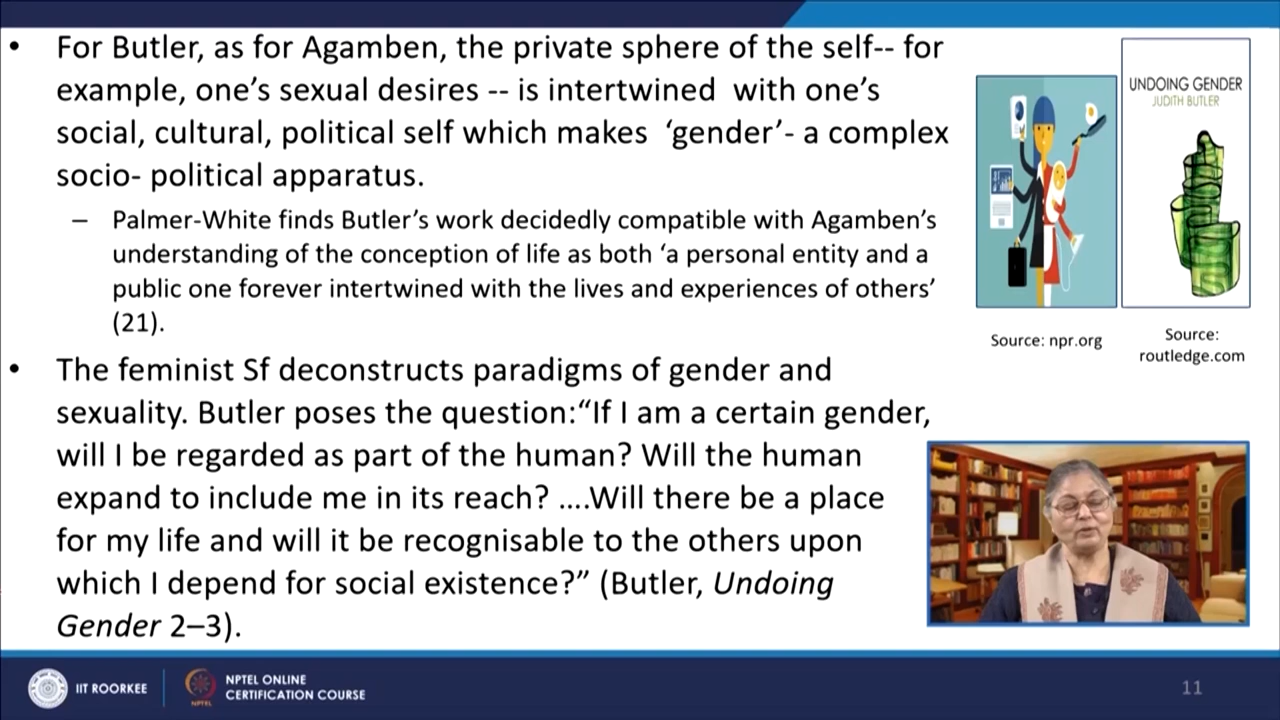 • For Butler, as for Agamben, the private sphere of the self-- for
example, one's sexual desires -- is intertwined with one's
social, cultural, political self which makes 'gender'- a complex
socio- political apparatus.
– Palmer-White finds Butler's work decidedly compatible with Agamben's
understanding of the conception of life as both 'a personal entity and a
public one forever intertwined with the lives and experiences of others'
(21).
• The feminist Sf deconstructs paradigms of gender and
sexuality. Butler poses the question:“If I am a certain gender,
will I be regarded as part of the human? Will the human
expand to include me in its reach? ....Will there be a place
for my life and will it be recognisable to the others upon
which I depend for social existence?” (Butler, Undoing
Gender 2–3).
UNDOING GENDER
JUDITH BUTLER
Source: npr.org
Source:
routledge.com
IIT ROORKEE
NPTEL
NPTEL ONLINE
CERTIFICATION COURSE
11